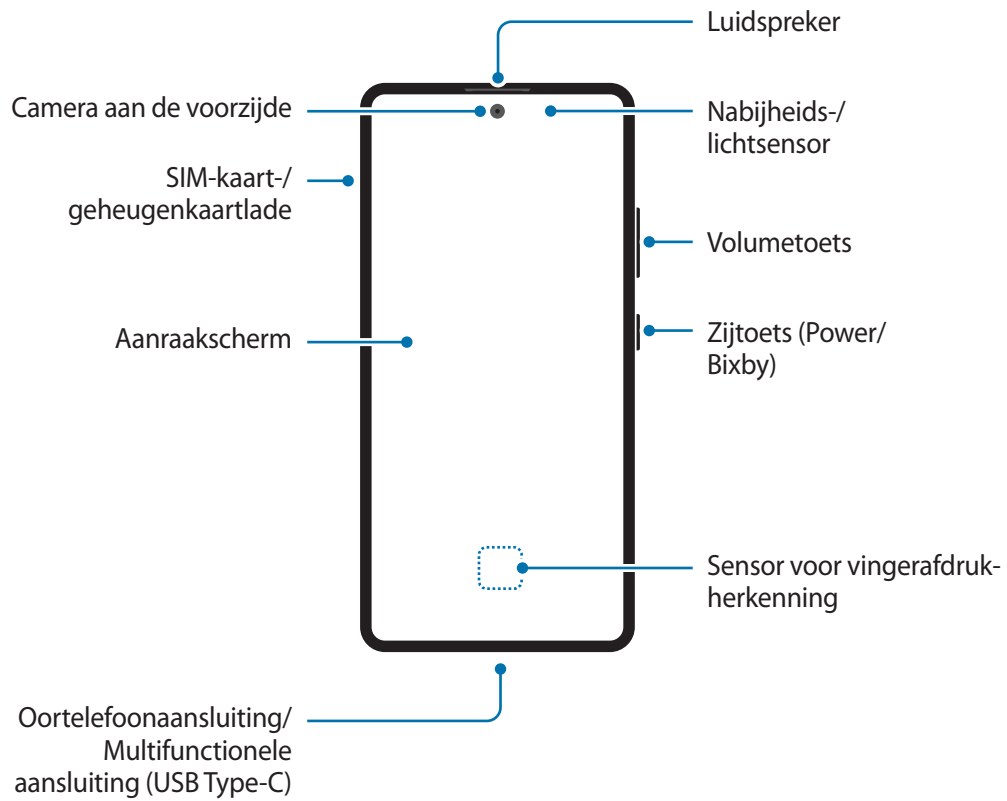 Luidspreker
Camera aan de voorzijde
Nabijheids-/
lichtsensor
SIM-kaart-/
geheugenkaartlade
Volumetoets
Aanraakscherm
Zijtoets (Power/
Bixby)
Sensor voor vingerafdruk-
herkenning
Oortelefoonaansluiting/
Multifunctionele
aansluiting (USB Type-C)